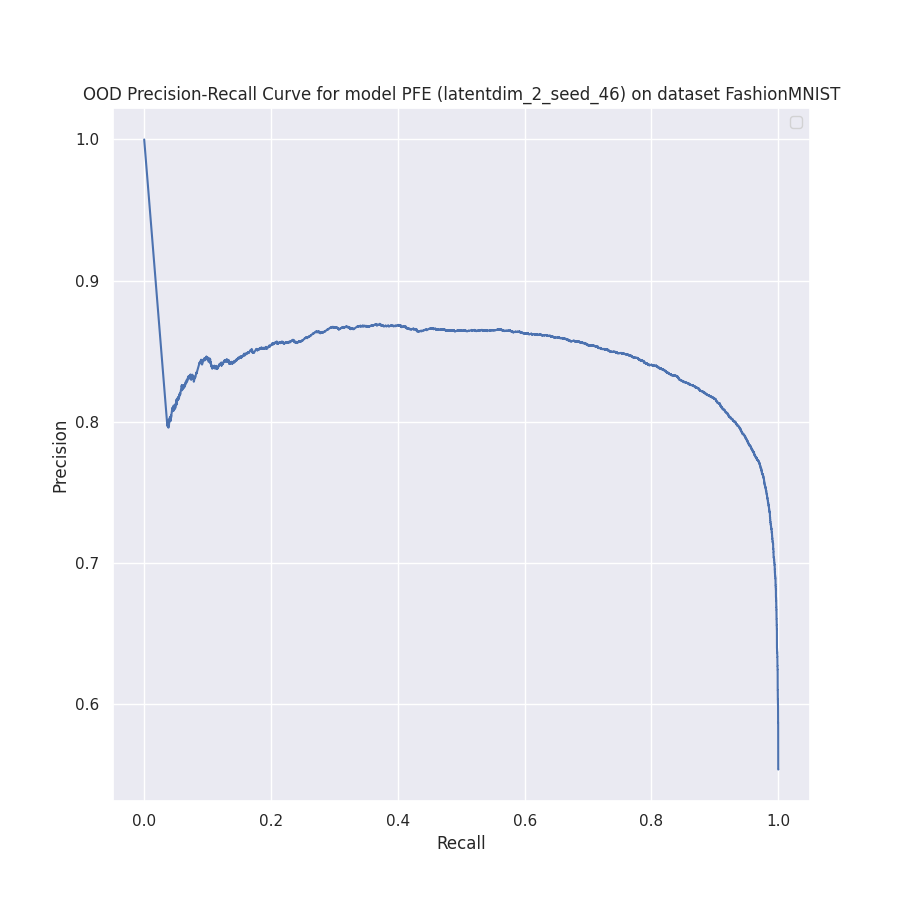 OOD Precision-Recall Curve for model PFE (latentdim_2_seed_46) on dataset FashionMNIST
1.0
0.9
0.8
0.7
0.6
Precision
0.0 0.2 0.4 0.6 0.8 1.0
Recall